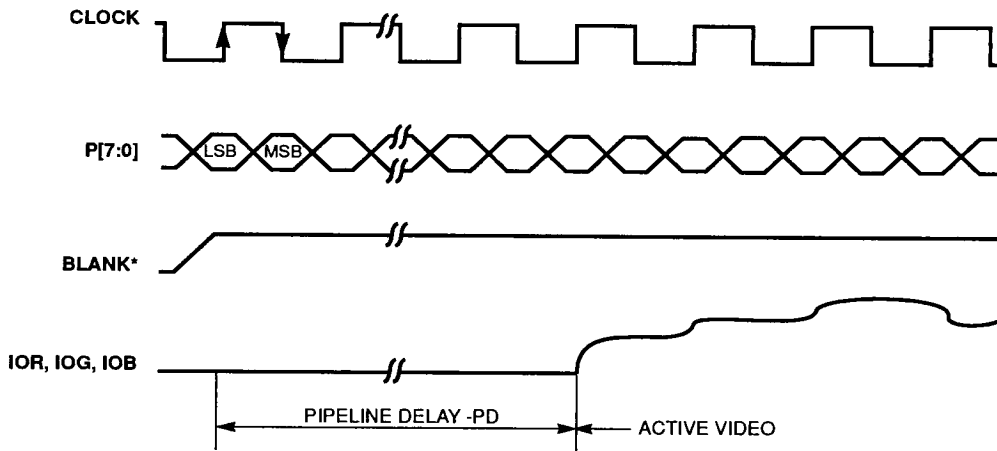 CLOCK
P[7:0]
LSB MSB
BLANK*
IOR, IOG, IOB
PIPELINE DELAY -PD
ACTIVE VIDEO